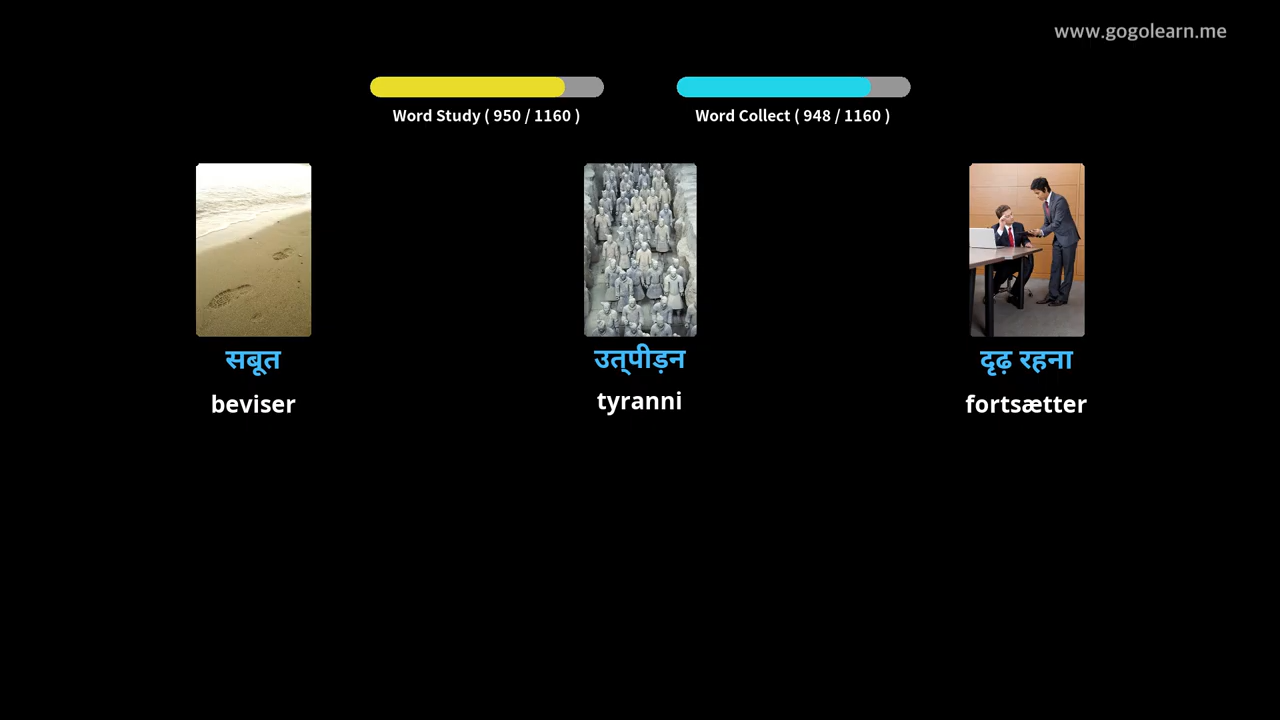 www.gogolearn.me
Word Study ( 950 / 1160 )
Word Collect ( 948 / 1160 )
सबूत
उत्पीड़न
दृढ़ रहना
beviser
tyranni
fortsætter